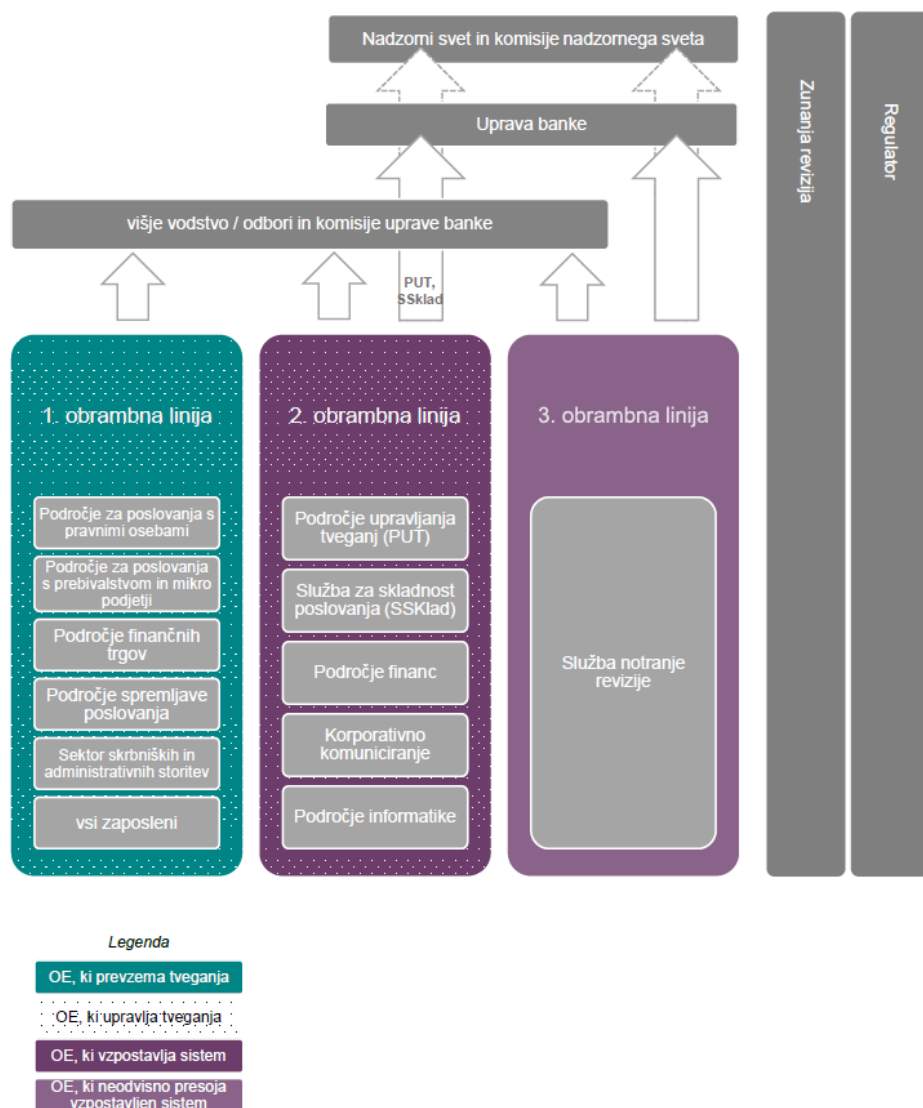 Nadzorni svet in komisije nadzornega sveta
Uprava banke
višje vodstvo / odbori in komisije uprave banke
PUT,
SSklad
Zunanja revizija
Regulator
1. obrambna linija
Področje za poslovanja s
pravnimi osebami
Področje za poslovanja
s prebivalstvom in mikro
podjetji
Področje finančnih
trgov
Področje spremljave
poslovanja
Sektor skrbniških in
administrativnih storitev
vsi zaposleni
2. obrambna linija
Področje upravljanja
tveganj (PUT)
Služba za skladnost
poslovanja (SSKlad)
Področje financ
Korporativno
komuniciranje
Področje informatike
3. obrambna linija
Služba notranje
revizije
Legenda
OE, ki prevzema tveganja
OE, ki upravlja tveganja
OE, ki vzpostavlja sistem
OE, ki neodvisno presoja
vzpostavljen sistem